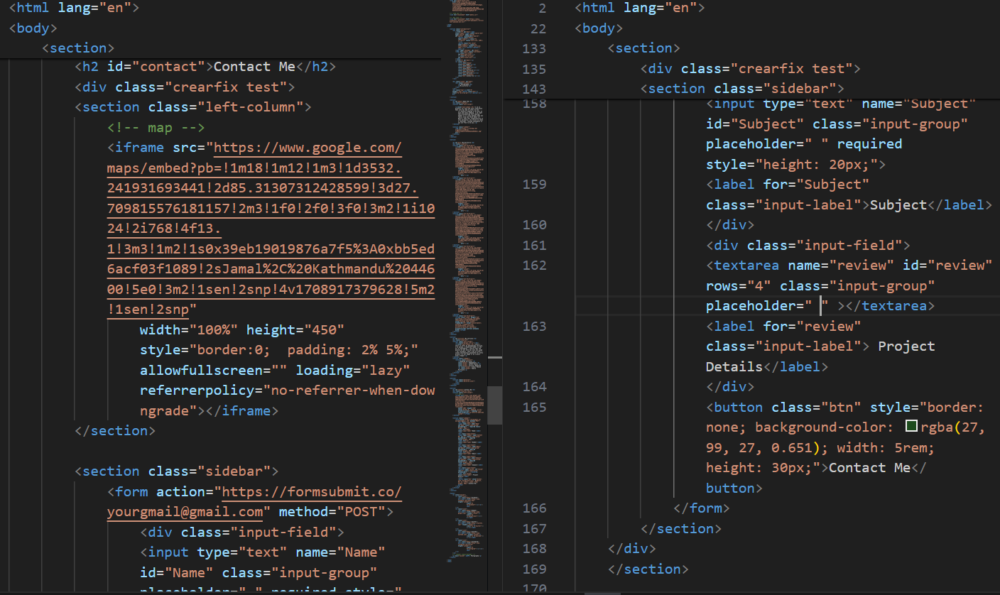 <html lang="en">
<body>
<section>
<h2 id="contact">Contact Me</h2>
<div class="crearfix test">
<section class="left-column">
<!-- map -->
<iframe src="https://www.google.com/
maps/embed?pb=!1m18!1m12!1m3!1d3532.
241931693441!2d85.31307312428599!3d27.
709815576181157!2m3!1f0!2f0!3f0!3m2!1i10
24!2i768!4f13.
1!3m3!1m2!1s0x39eb19019876a7f5%3A0xbb5ed
6acf03f1089!2sJamal%2C%20Kathmandu%20446
00!5e0!3m2!1sen!2snp!4v1708917379628!5m2
!1sen!2snp"
width="100%" height="450"
style="border:0;  padding: 2% 5%;"
allowfullscreen="" loading="lazy"
referrerpolicy="no-referrer-when-dow
ngrade"></iframe>
</section>
<section class="sidebar">
<form action="https://formsubmit.co/
yourgmail@gmail.com" method="POST">
<div class="input-field">
<input type="text" name="Name"
id="Name" class="input-group"
placeholder=" " required style="
2 <html lang="en">
22 <body>
133 <section>
135 <div class="crearfix test">
143 <section class="sidebar">
158 <input type="text" name="Subject"
id="Subject" class="input-group"
placeholder=" " required
style="height: 20px;">
159 <label for="Subject"
class="input-label">Subject</label>
160 </div>
161 <div class="input-field">
162 <textarea name="review" id="review"
rows="4" class="input-group"
placeholder=" " ></textarea>
163 <label for="review"
class="input-label"> Project
Details</label>
164 </div>
165 <button class="btn" style="border:
none; background-color: rgba(27,
99, 27, 0.651); width: 5rem;
height: 30px;">Contact Me</
button>
166 </form>
167 </section>
168 </div>
169 </section>
170